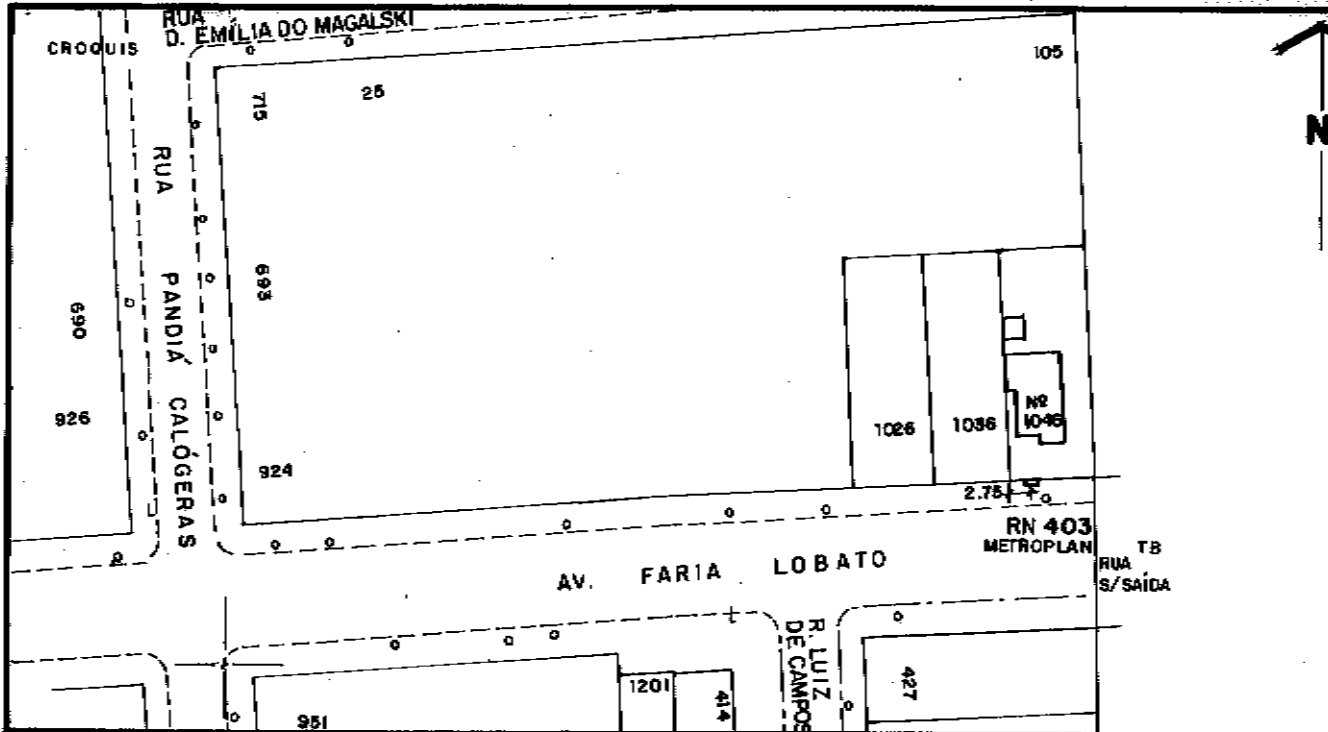 RUA
D. EMÍLIA DO MAGALSKI
CROQUIS
105
N
25
715
RUA PANDIÁ CALÓGERAS
693
690
926
924
1026
1036
Nº
1046
2.75
RN 403
METROPLAN
TB
RUA
S/SAÍDA
AV. FARIA LOBATO
R. LUIZ
DE CAMPOS
427
1201
414
951